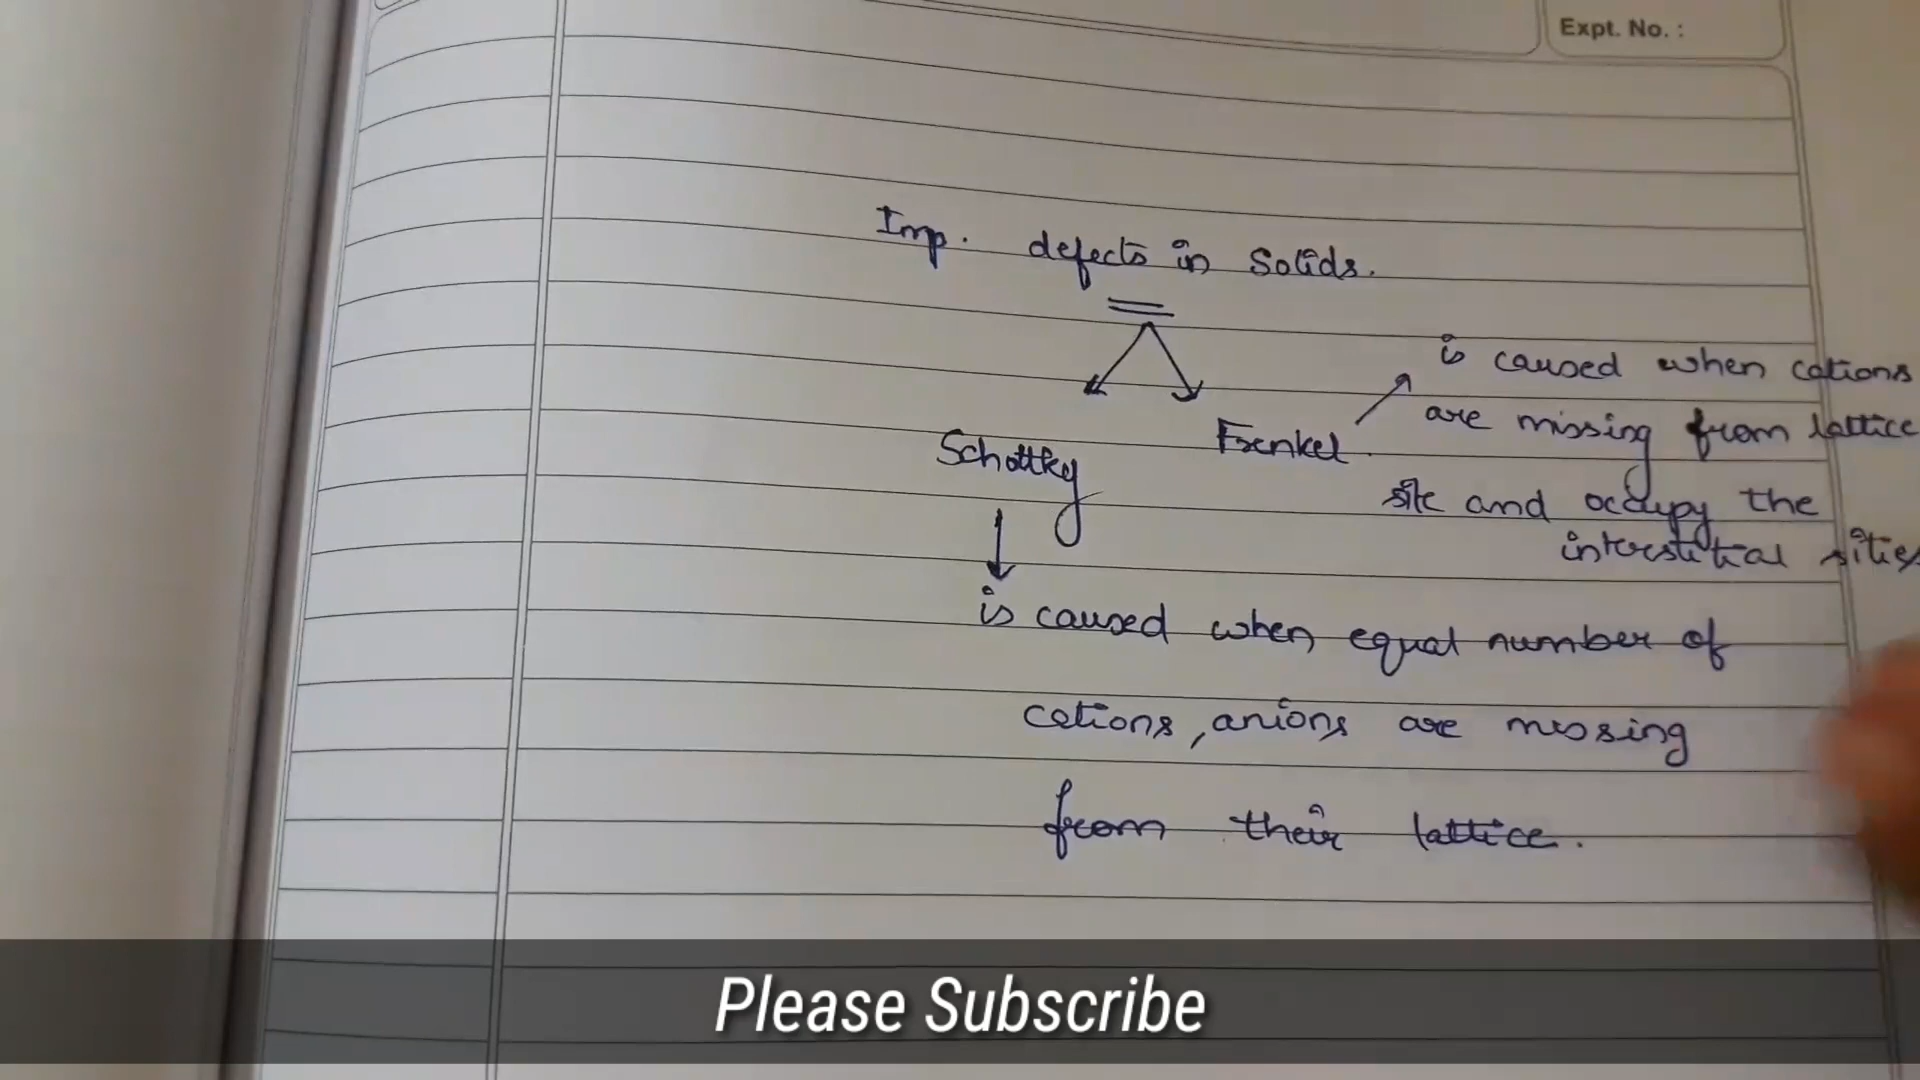 Expt. No. :
Imp. defects in Solids.
Schottky
is caused when equal number of
cations, anions are missing
from their lattice.
Frenkel
is caused when cations
are missing from lattice
site and occupy the
interstitial sities
Please Subscribe